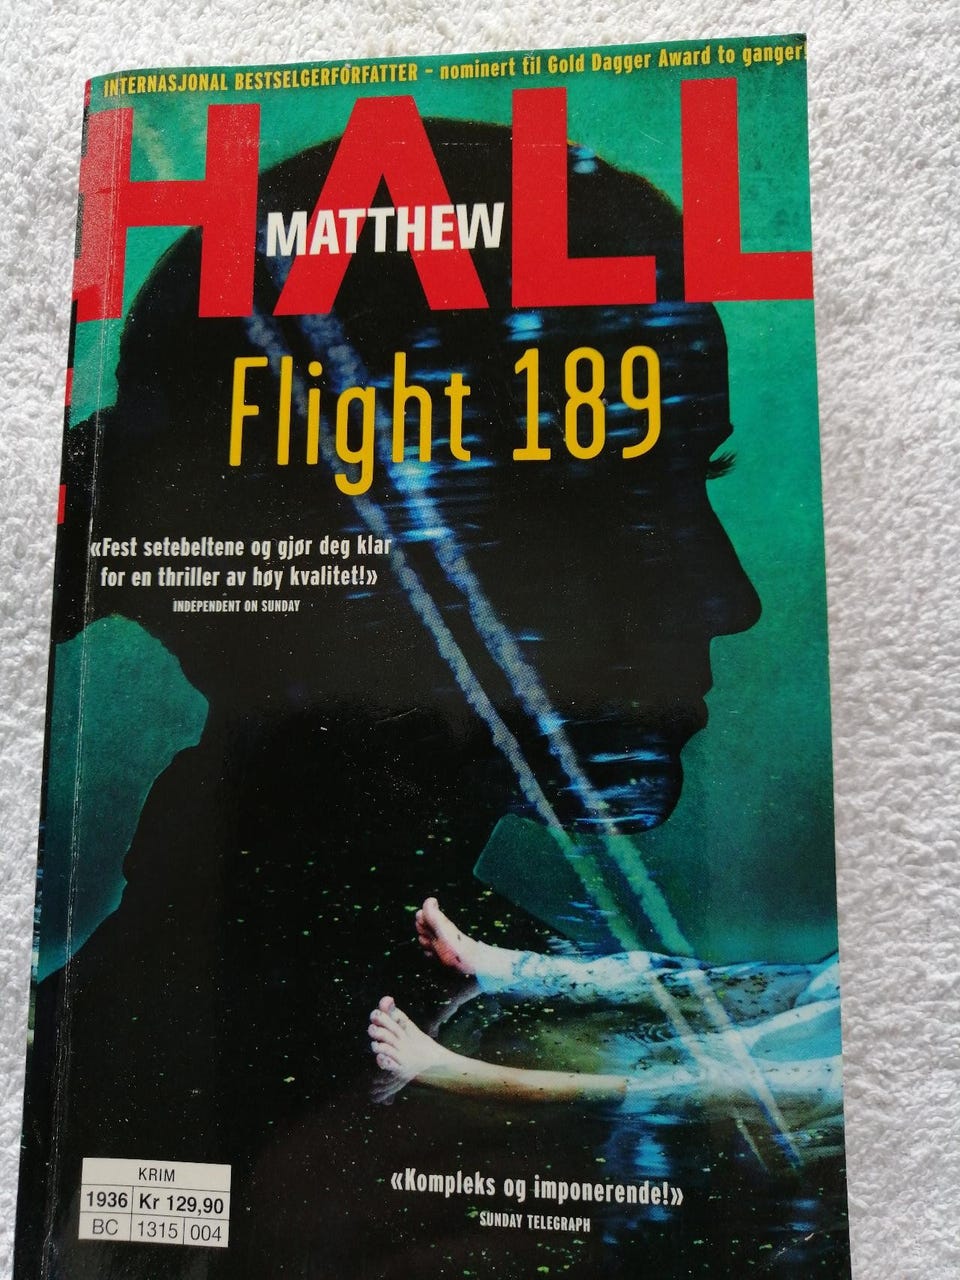 INTERNASJONAL BESTSELGERFORFATTER – nominert til Gold Dagger Award to ganger!
HALL
MATTHEW
Flight 189
«Fest setebeltene og gjør deg klar
for en thriller av høy kvalitet!»
INDEPENDENT ON SUNDAY
«Kompleks og imponerende!»
SUNDAY TELEGRAPH
KRIM
1936 Kr 129,90
BC 1315 004